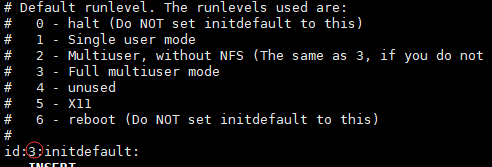 # Default runlevel. The runlevels used are:
#   0 - halt (Do NOT set initdefault to this)
#   1 - Single user mode
#   2 - Multiuser, without NFS (The same as 3, if you do not
#   3 - Full multiuser mode
#   4 - unused
#   5 - X11
#   6 - reboot (Do NOT set initdefault to this)
#
id:3:initdefault:
INSERT